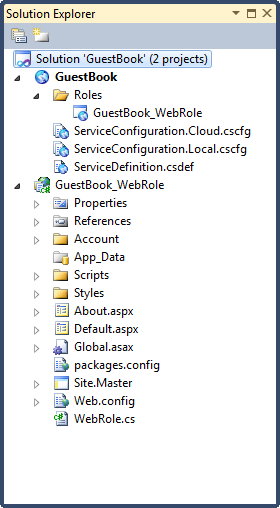 Solution Explorer
Solution 'GuestBook' (2 projects)
GuestBook
Roles
GuestBook_WebRole
ServiceConfiguration.Cloud.cscfg
ServiceConfiguration.Local.cscfg
ServiceDefinition.csdef
GuestBook_WebRole
Properties
References
Account
App_Data
Scripts
Styles
About.aspx
Default.aspx
Global.asax
packages.config
Site.Master
Web.config
WebRole.cs